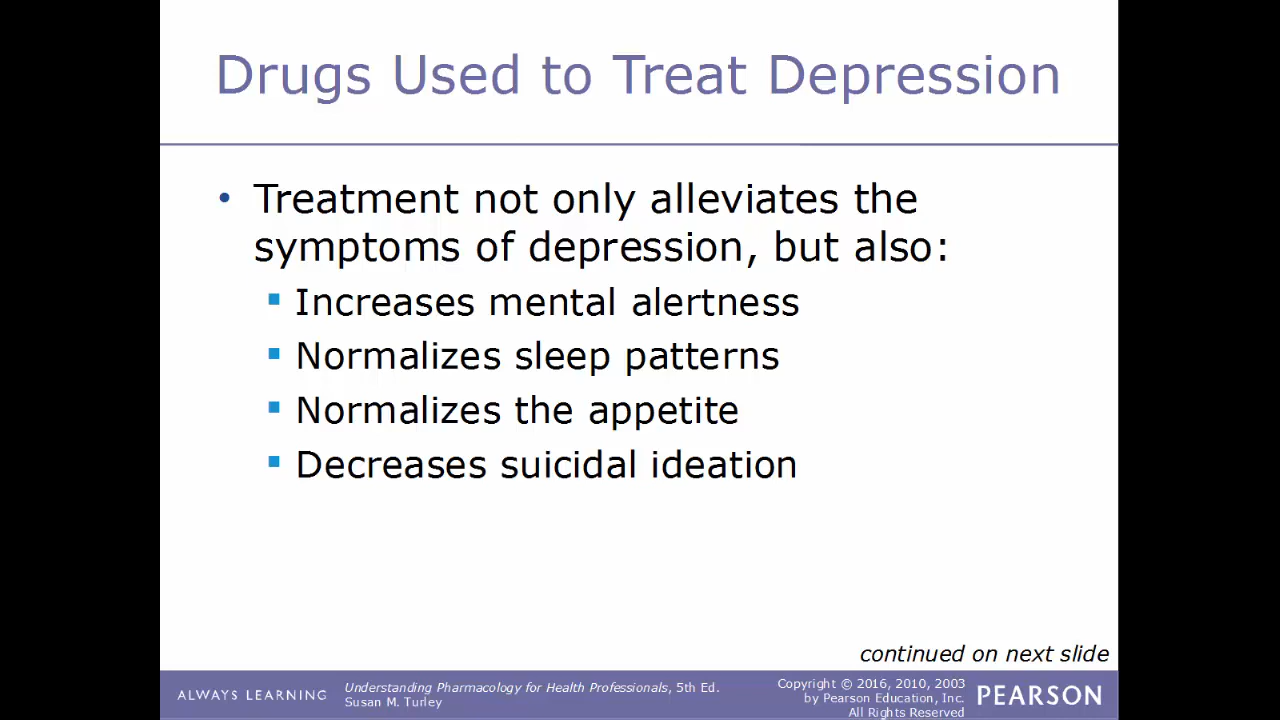 Drugs Used to Treat Depression
• Treatment not only alleviates the
symptoms of depression, but also:
▪ Increases mental alertness
▪ Normalizes sleep patterns
▪ Normalizes the appetite
▪ Decreases suicidal ideation
continued on next slide
ALWAYS LEARNING
Understanding Pharmacology for Health Professionals, 5th Ed.
Susan M. Turley
Copyright © 2016, 2010, 2003
by Pearson Education, Inc.
All Rights Reserved
PEARSON